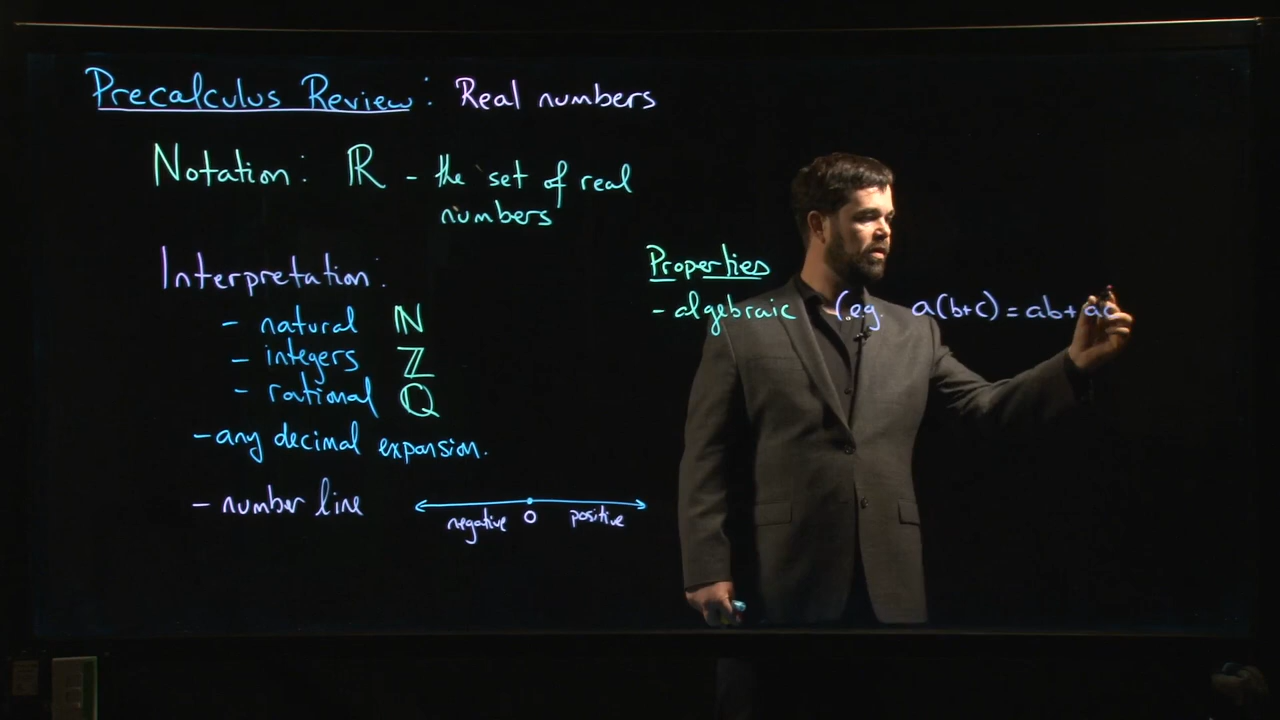 Precalculus Review: Real numbers
Notation: ℝ - the set of real
numbers
Interpretation:
- natural ℕ
- integers ℤ
- rational ℚ
- any decimal expansion.
- number line
negative 0 positive
Properties
- algebraic (eg. a(b+c) = ab + ac